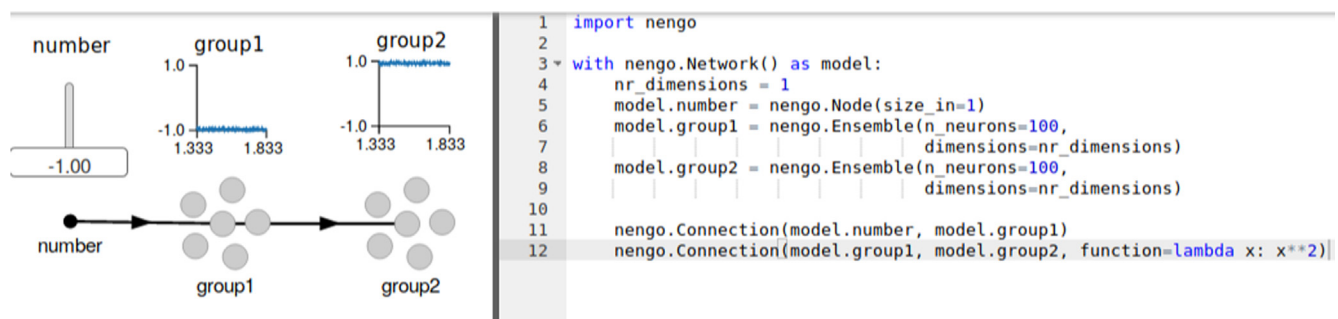 number
group1
group2
1.0
-1.0
1.333
1.833
1.0
-1.0
1.333
1.833
-1.00
number
group1
group2
1 import nengo
2
3 with nengo.Network() as model:
4 nr_dimensions = 1
5 model.number = nengo.Node(size_in=1)
6 model.group1 = nengo.Ensemble(n_neurons=100,
7 dimensions=nr_dimensions)
8 model.group2 = nengo.Ensemble(n_neurons=100,
9 dimensions=nr_dimensions)
10
11 nengo.Connection(model.number, model.group1)
12 nengo.Connection(model.group1, model.group2, function=lambda x: x**2)